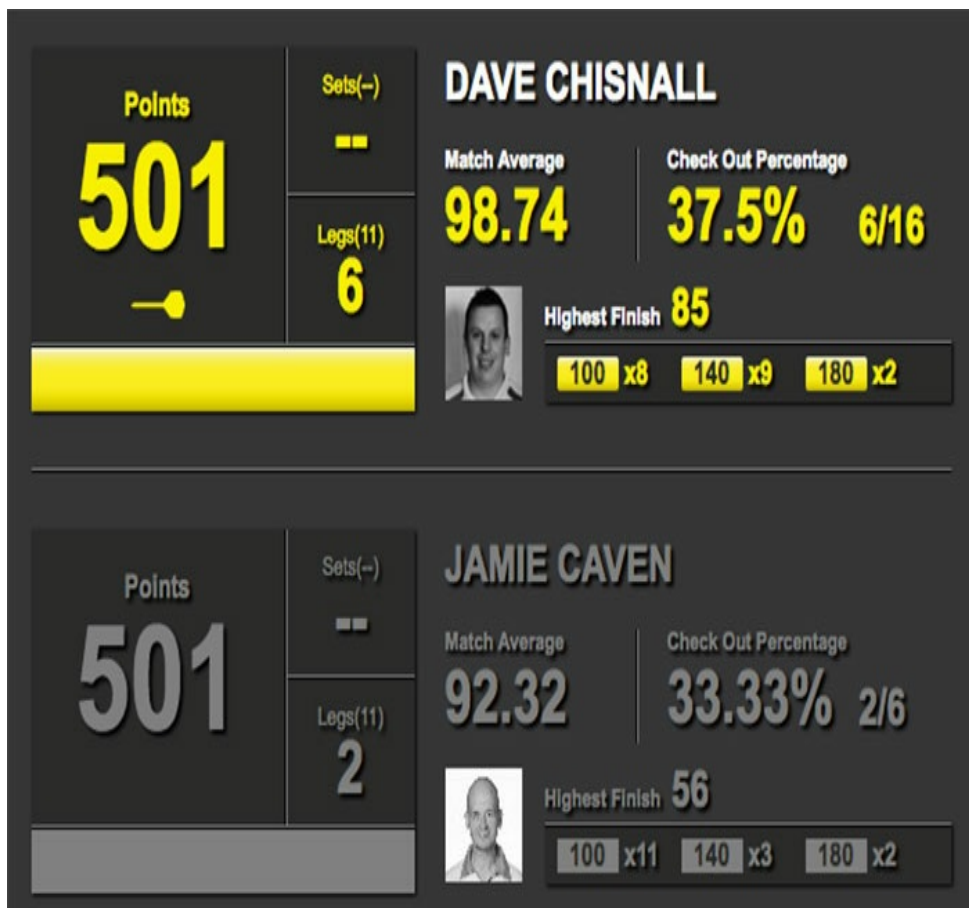 Points
501
Sets(--)
--
Legs(11)
6
DAVE CHISNALL
Match Average
98.74
Check Out Percentage
37.5% 6/16
Highest Finish 85
100 x8 140 x9 180 x2
Points
501
Sets(--)
--
Legs(11)
2
JAMIE CAVEN
Match Average
92.32
Check Out Percentage
33.33% 2/6
Highest Finish 56
100 x11 140 x3 180 x2